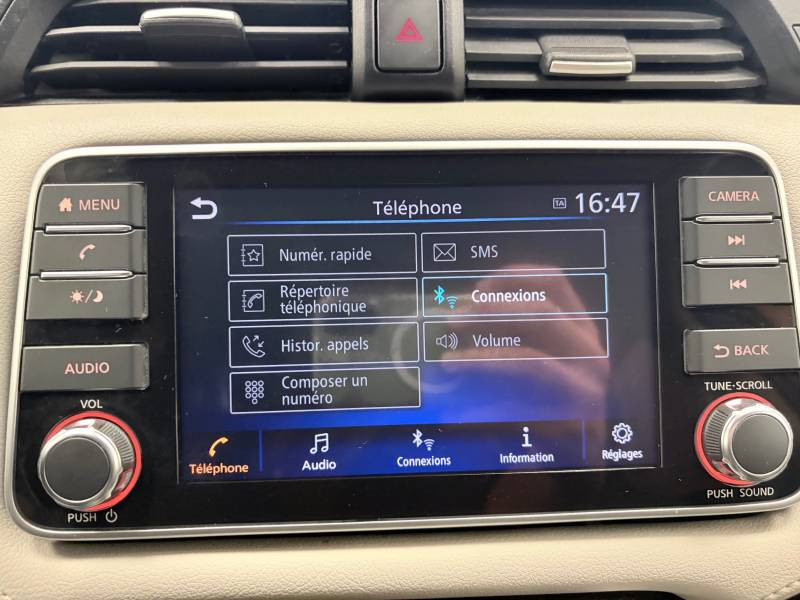 MENU
Téléphone
TA 16:47
CAMERA
Numér. rapide
SMS
Répertoire
téléphonique
Connexions
Histor. appels
Volume
Composer un
numéro
AUDIO
BACK
VOL
TUNE·SCROLL
Téléphone
Audio
Connexions
Information
Réglages
PUSH
PUSH SOUND